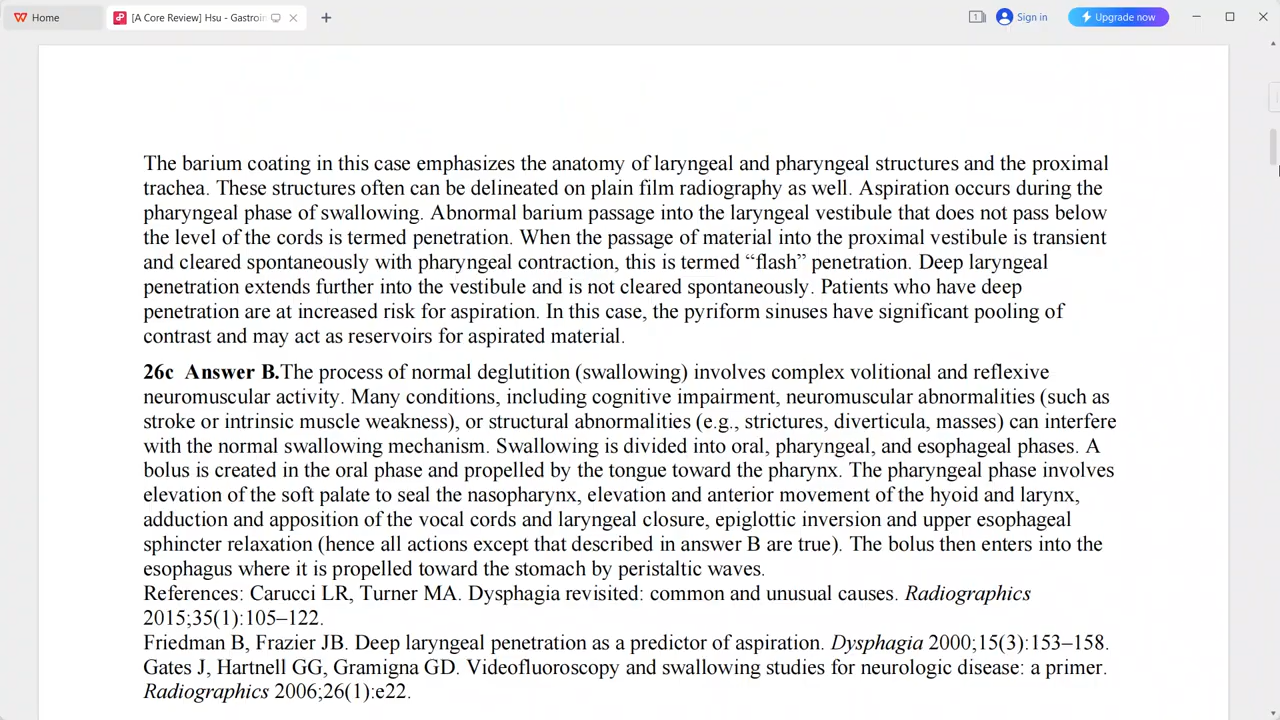 Home
[A Core Review] Hsu - Gastroin
1
Sign in
Upgrade now
The barium coating in this case emphasizes the anatomy of laryngeal and pharyngeal structures and the proximal
trachea. These structures often can be delineated on plain film radiography as well. Aspiration occurs during the
pharyngeal phase of swallowing. Abnormal barium passage into the laryngeal vestibule that does not pass below
the level of the cords is termed penetration. When the passage of material into the proximal vestibule is transient
and cleared spontaneously with pharyngeal contraction, this is termed “flash” penetration. Deep laryngeal
penetration extends further into the vestibule and is not cleared spontaneously. Patients who have deep
penetration are at increased risk for aspiration. In this case, the pyriform sinuses have significant pooling of
contrast and may act as reservoirs for aspirated material.
26c Answer B.The process of normal deglutition (swallowing) involves complex volitional and reflexive
neuromuscular activity. Many conditions, including cognitive impairment, neuromuscular abnormalities (such as
stroke or intrinsic muscle weakness), or structural abnormalities (e.g., strictures, diverticula, masses) can interfere
with the normal swallowing mechanism. Swallowing is divided into oral, pharyngeal, and esophageal phases. A
bolus is created in the oral phase and propelled by the tongue toward the pharynx. The pharyngeal phase involves
elevation of the soft palate to seal the nasopharynx, elevation and anterior movement of the hyoid and larynx,
adduction and apposition of the vocal cords and laryngeal closure, epiglottic inversion and upper esophageal
sphincter relaxation (hence all actions except that described in answer B are true). The bolus then enters into the
esophagus where it is propelled toward the stomach by peristaltic waves.
References: Carucci LR, Turner MA. Dysphagia revisited: common and unusual causes. Radiographics
2015;35(1):105–122.
Friedman B, Frazier JB. Deep laryngeal penetration as a predictor of aspiration. Dysphagia 2000;15(3):153–158.
Gates J, Hartnell GG, Gramigna GD. Videofluoroscopy and swallowing studies for neurologic disease: a primer.
Radiographics 2006;26(1):e22.